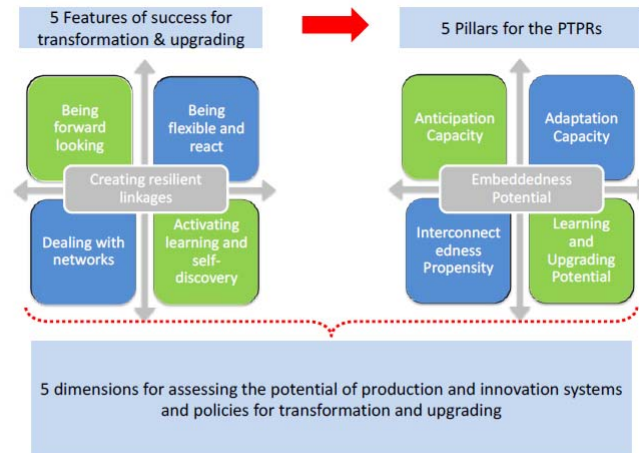 5 Features of success for
transformation & upgrading
5 Pillars for the PTPRs
Being
forward
looking
Being
flexible and
react
Creating resilient
linkages
Dealing with
networks
Activating
learning and
self-
discovery
Anticipation
Capacity
Adaptation
Capacity
Embeddedness
Potential
Interconnect
edness
Propensity
Learning
and
Upgrading
Potential
5 dimensions for assessing the potential of production and innovation systems
and policies for transformation and upgrading